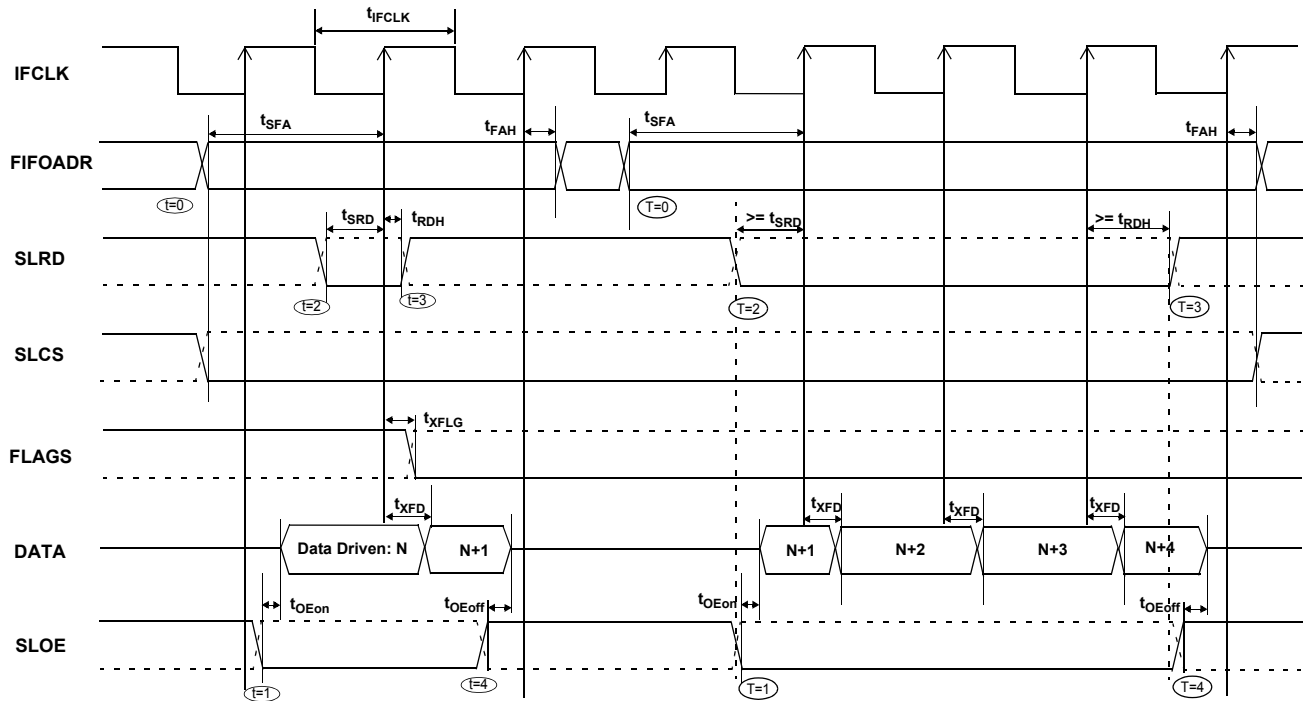 tIFCLK
IFCLK
tSFA
tFAH
tSFA
tFAH
FIFOADR
t=0
T=0
tSRD
tRDH
>= tSRD
>= tRDH
SLRD
t=2
t=3
T=2
T=3
SLCS
tXFLG
FLAGS
tXFD
tXFD
tXFD
tXFD
DATA
Data Driven: N
N+1
N+1
N+2
N+3
N+4
tOEon
tOEoff
tOEon
tOEoff
SLOE
t=1
t=4
T=1
T=4